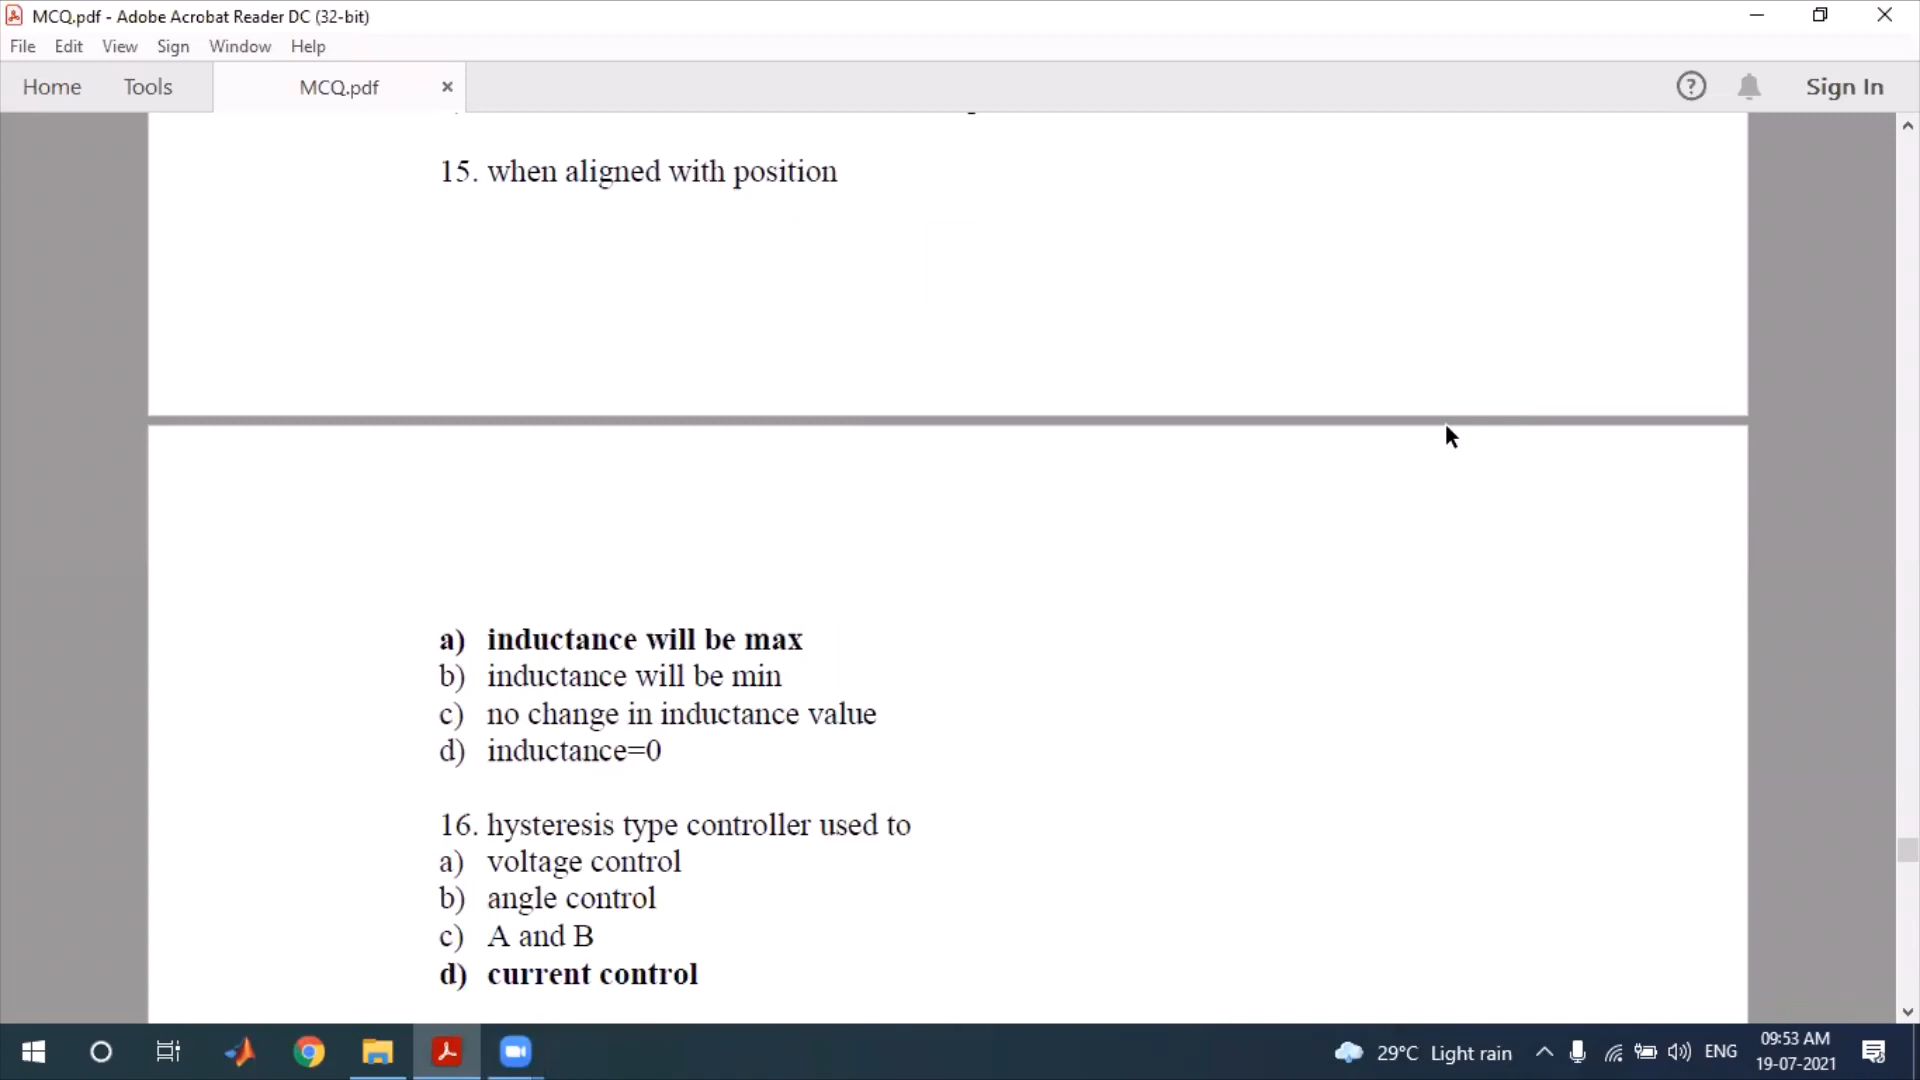 MCQ.pdf - Adobe Acrobat Reader DC (32-bit)
File Edit View Sign Window Help
Home Tools MCQ.pdf × Sign In
15. when aligned with position
a) inductance will be max
b) inductance will be min
c) no change in inductance value
d) inductance=0
16. hysteresis type controller used to
a) voltage control
b) angle control
c) A and B
d) current control
29°C Light rain ENG 09:53 AM
19-07-2021